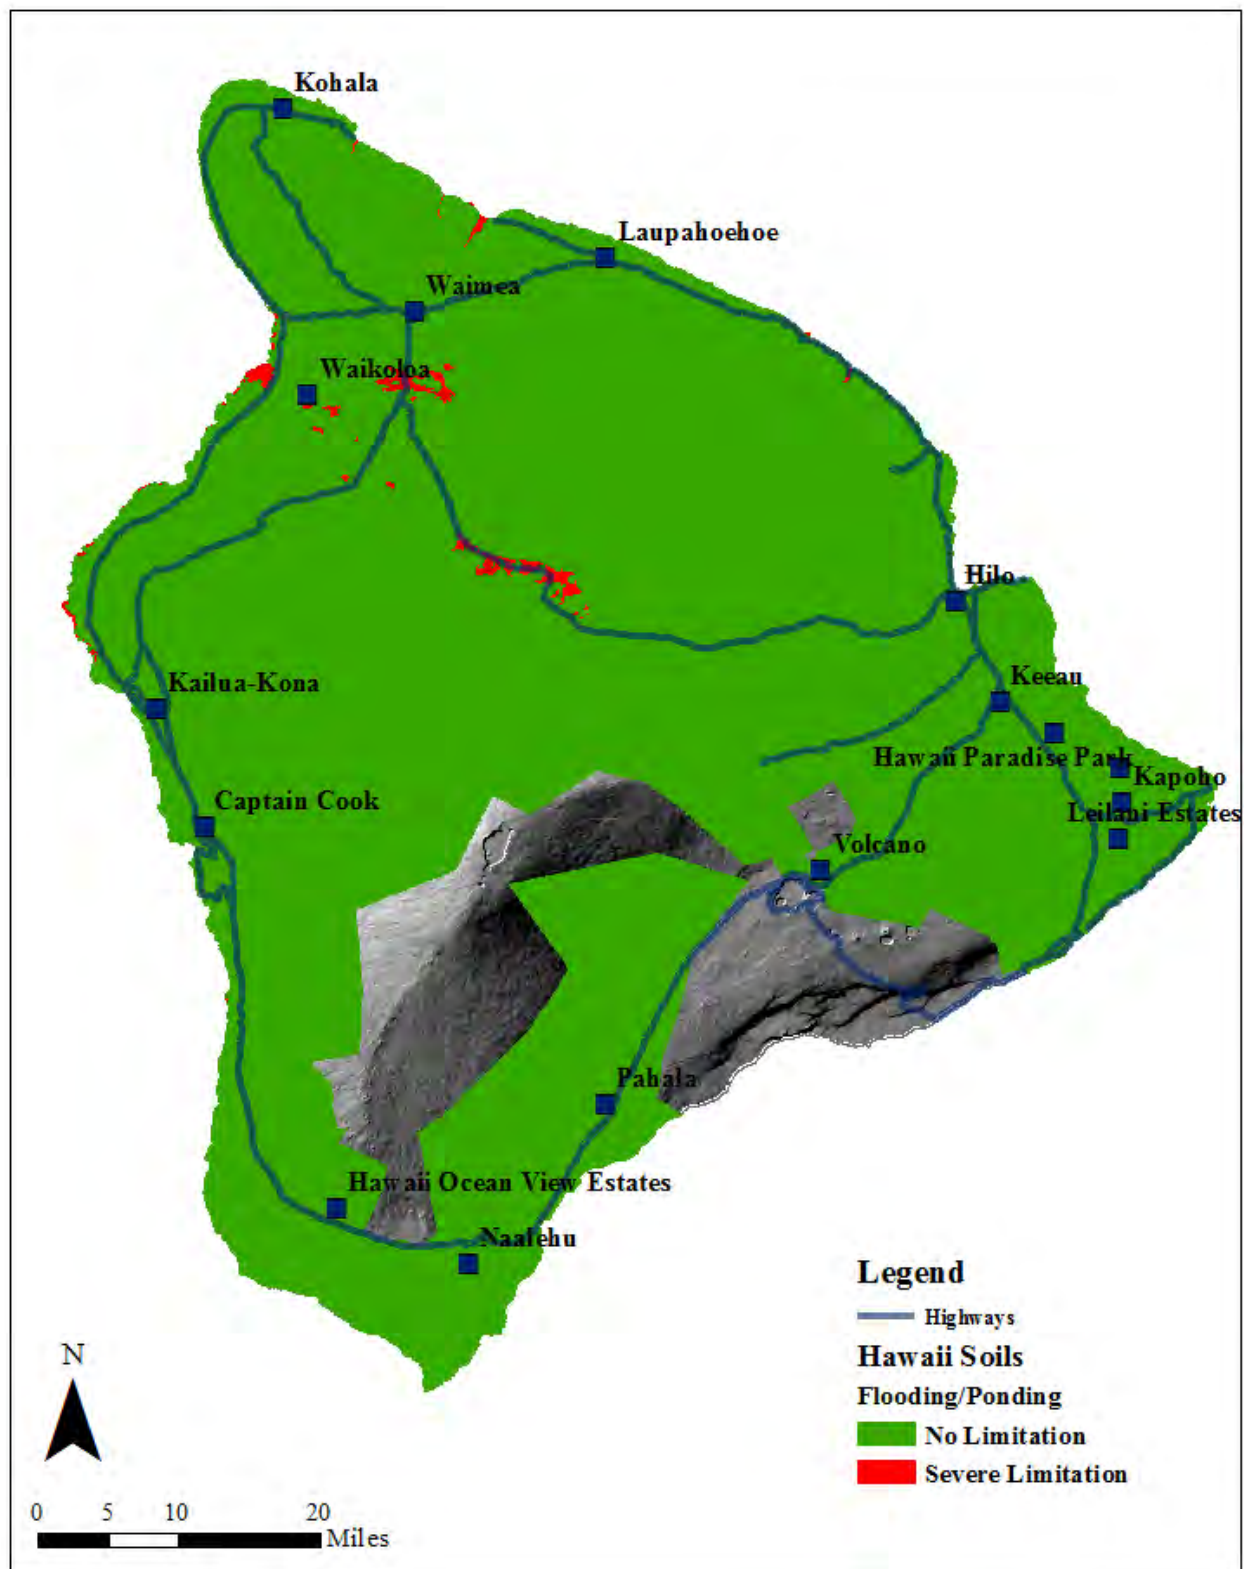 Kohala
Laupahoehoe
Waimea
Waikoloa
Hilo
Kailua-Kona
Keeau
Hawaii Paradise Park
Kapoho
Captain Cook
Leilani Estates
Volcano
Pahala
Hawaii Ocean View Estates
Naalehu
Legend
Highways
Hawaii Soils
Flooding/Ponding
No Limitation
Severe Limitation
N
0 5 10 20
Miles